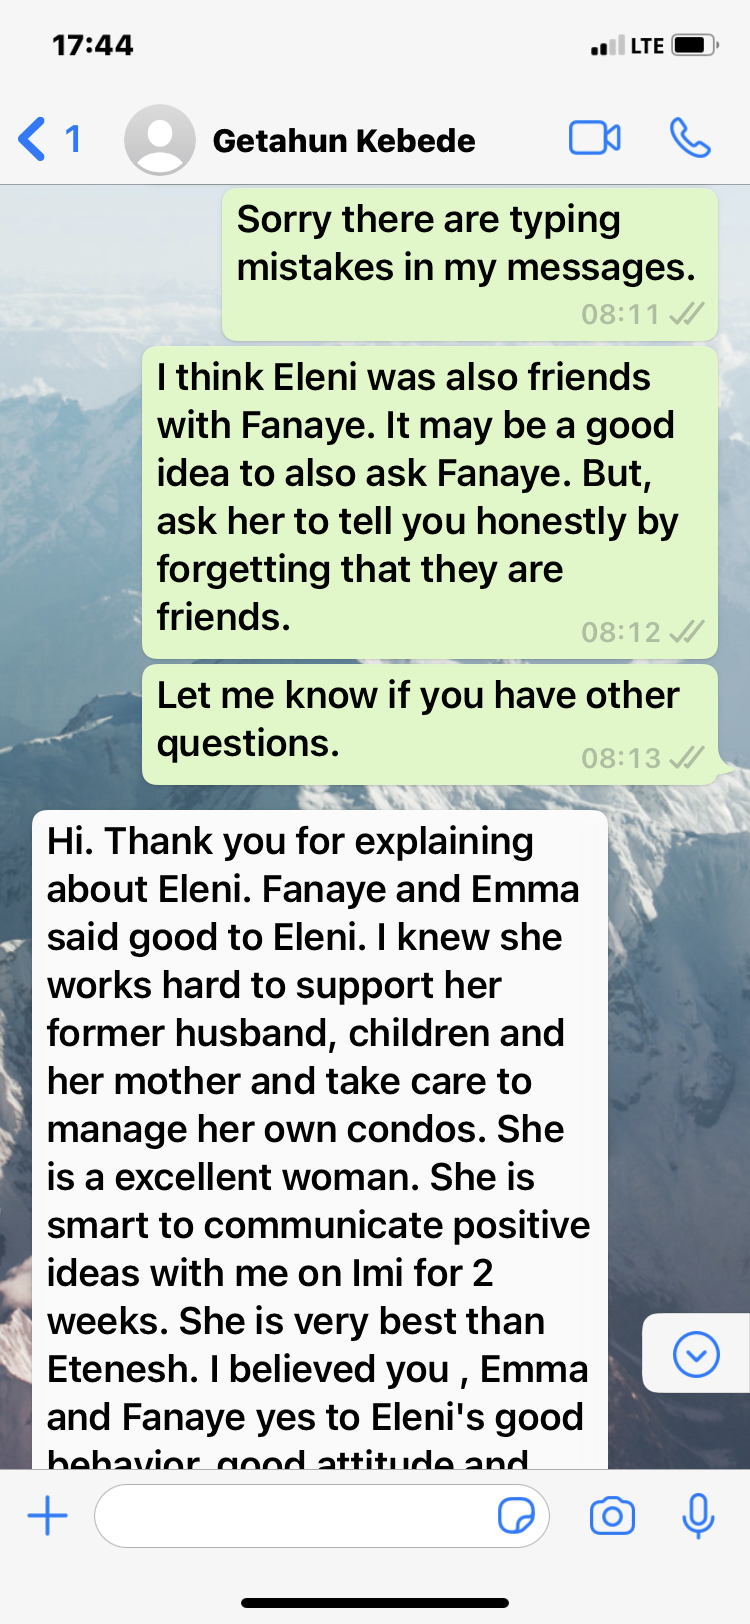 17:44
LTE
1
Getahun Kebede
Sorry there are typing
mistakes in my messages.
08:11
I think Eleni was also friends
with Fanaye. It may be a good
idea to also ask Fanaye. But,
ask her to tell you honestly by
forgetting that they are
friends.
08:12
Let me know if you have other
questions.
08:13
Hi. Thank you for explaining
about Eleni. Fanaye and Emma
said good to Eleni. I knew she
works hard to support her
former husband, children and
her mother and take care to
manage her own condos. She
is a excellent woman. She is
smart to communicate positive
ideas with me on Imi for 2
weeks. She is very best than
Etenesh. I believed you , Emma
and Fanaye yes to Eleni's good
behavior, good attitude and